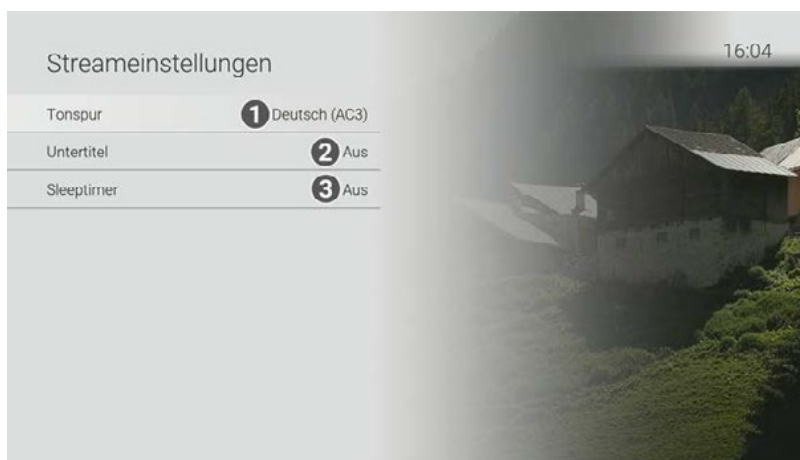 16:04
Streameinstellungen
Tonspur 1 Deutsch (AC3)
Untertitel 2 Aus
Sleeptimer 3 Aus